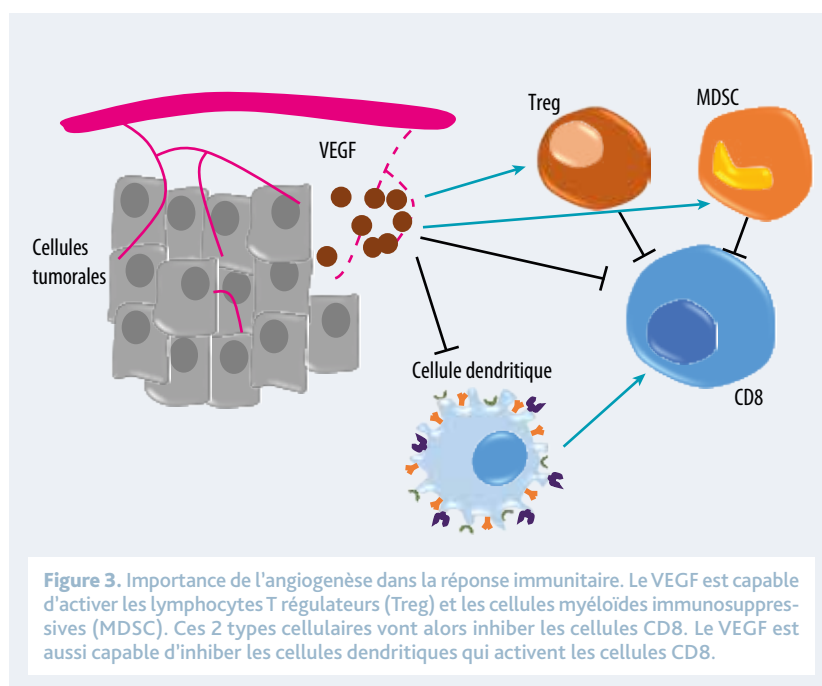 Treg
MDSC
VEGF
Cellules
tumorales
Cellule dendritique
CD8
Figure 3. Importance de l'angiogenèse dans la réponse immunitaire. Le VEGF est capable
d'activer les lymphocytes T régulateurs (Treg) et les cellules myéloïdes immunosuppres-
sives (MDSC). Ces 2 types cellulaires vont alors inhiber les cellules CD8. Le VEGF est
aussi capable d'inhiber les cellules dendritiques qui activent les cellules CD8.